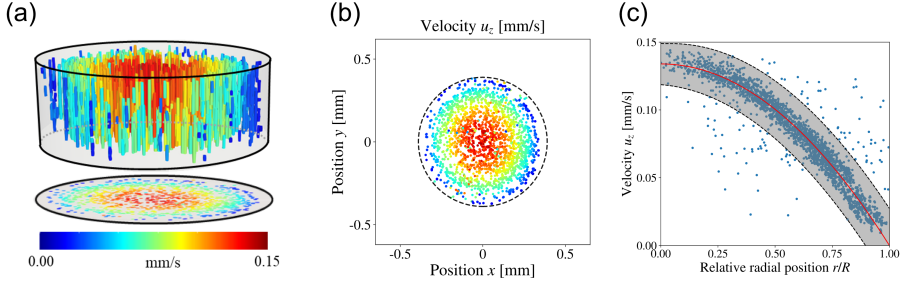 (a)
0.00
mm/s
0.15
(b)
Velocity u_z [mm/s]
Position y [mm]
0.5
0
-0.5
-0.5
0
0.5
Position x [mm]
(c)
Velocity u_z [mm/s]
0.15
0.10
0.05
0.00
0.00
0.25
0.50
0.75
1.00
Relative radial position r/R